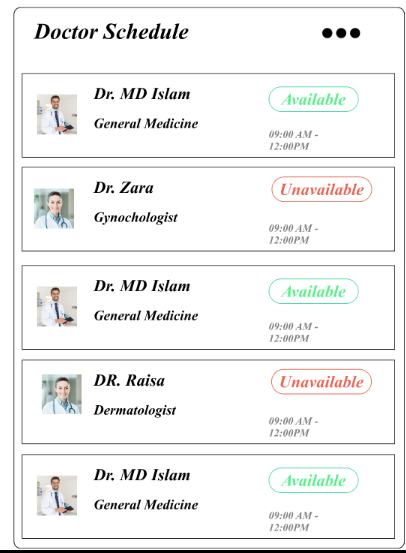 Doctor Schedule
Dr. MD Islam
Available
General Medicine
09:00 AM -
12:00PM
Dr. Zara
Unavailable
Gynochologist
09:00 AM -
12:00PM
Dr. MD Islam
Available
General Medicine
09:00 AM -
12:00PM
DR. Raisa
Unavailable
Dermatologist
09:00 AM -
12:00PM
Dr. MD Islam
Available
General Medicine
09:00 AM -
12:00PM